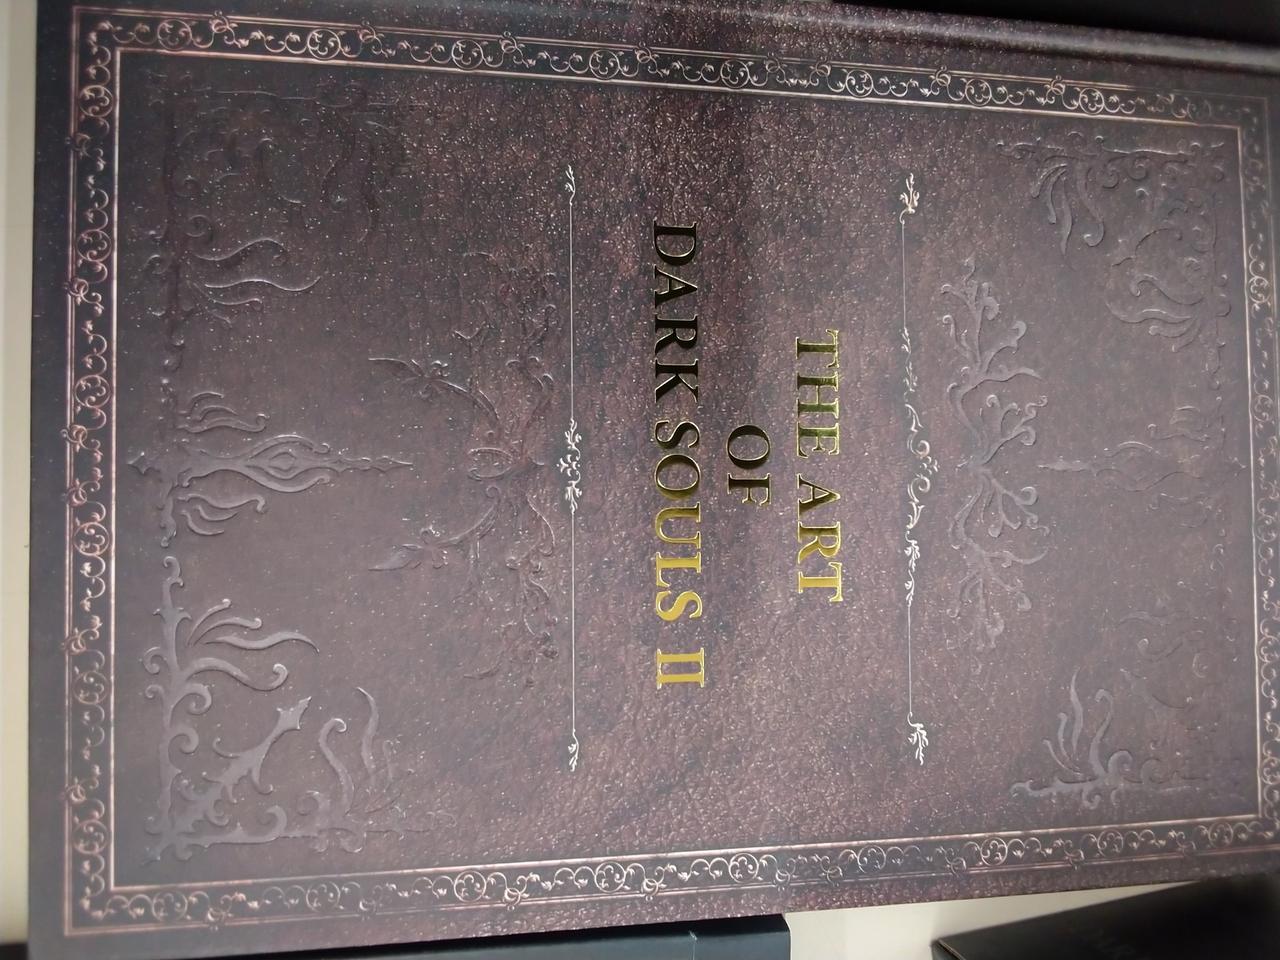 THE ART
OF
DARK SOULS II